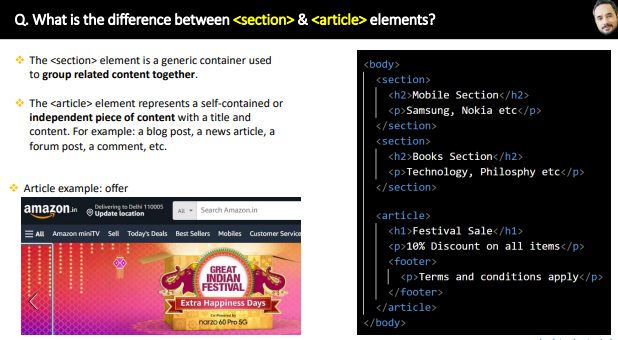 Q. What is the difference between <section> & <article> elements?
The <section> element is a generic container used
to group related content together.
The <article> element represents a self-contained or
independent piece of content with a title and
content. For example: a blog post, a news article, a
forum post, a comment, etc.
Article example: offer
amazon.in
Delivering to Delhi 110005
Update location
All
Search Amazon.in
All Amazon miniTV Sell Today's Deals Best Sellers Mobiles Customer Service
GREAT
INDIAN
FESTIVAL
Extra Happiness Days
Co-Powered by
narzo 60 Pro 5G
<body>
<section>
<h2>Mobile Section</h2>
<p>Samsung, Nokia etc</p>
</section>
<section>
<h2>Books Section</h2>
<p>Technology, Philosphy etc</p>
</section>
<article>
<h1>Festival Sale</h1>
<p>10% Discount on all items</p>
<footer>
<p>Terms and conditions apply</p>
</footer>
</article>
</body>